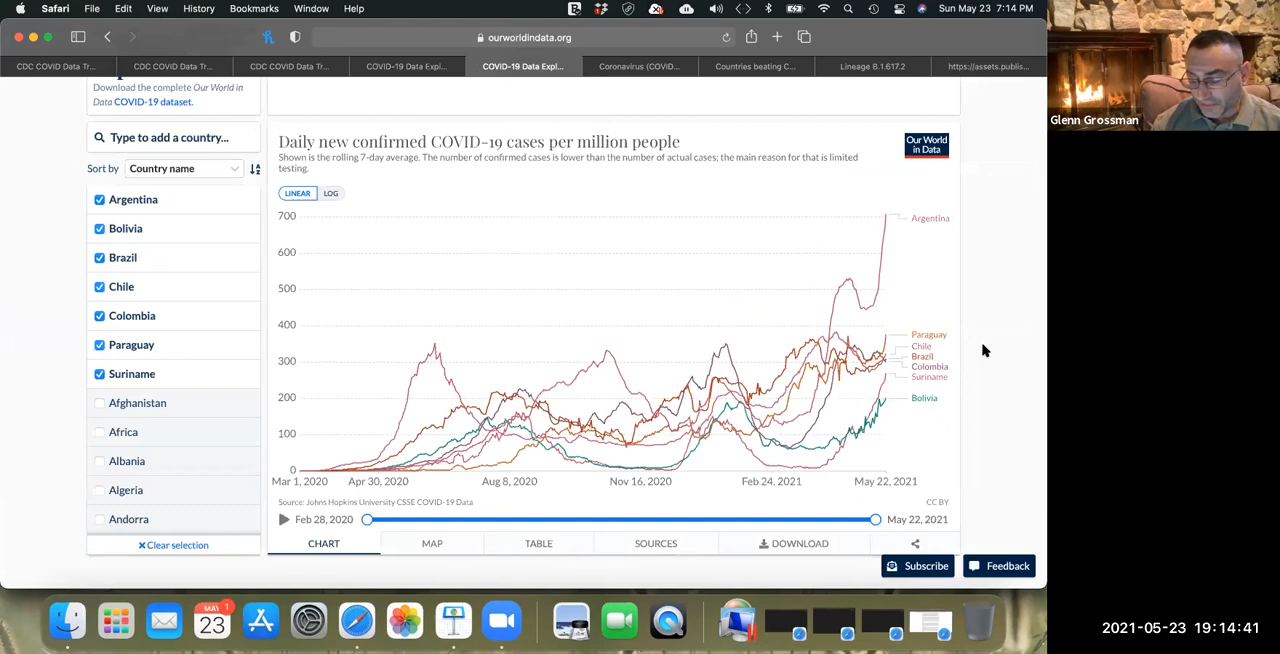 Safari File Edit View History Bookmarks Window Help Sun May 23 7:14 PM
ourworldindata.org
CDC COVID Data Tr... CDC COVID Data Tr... CDC COVID Data Tr... COVID-19 Data Expl... COVID-19 Data Expl... Coronavirus (COVID... Countries beating C... Lineage B.1.617.2 https://assets.publis...
Download the complete Our World in
Data COVID-19 dataset.
Type to add a country...
Sort by Country name
Argentina
Bolivia
Brazil
Chile
Colombia
Paraguay
Suriname
Afghanistan
Africa
Albania
Algeria
Andorra
Clear selection
Daily new confirmed COVID-19 cases per million people
Shown is the rolling 7-day average. The number of confirmed cases is lower than the number of actual cases; the main reason for that is limited
testing.
Our World
in Data
LINEAR LOG
700
600
500
400
300
200
100
0
Argentina
Paraguay
Chile
Brazil
Colombia
Suriname
Bolivia
Mar 1, 2020 Apr 30, 2020 Aug 8, 2020 Nov 16, 2020 Feb 24, 2021 May 22, 2021
Source: Johns Hopkins University CSSE COVID-19 Data CC BY
Feb 28, 2020 May 22, 2021
CHART MAP TABLE SOURCES DOWNLOAD
Subscribe Feedback
MAY 1
23
Glenn Grossman
2021-05-23 19:14:41